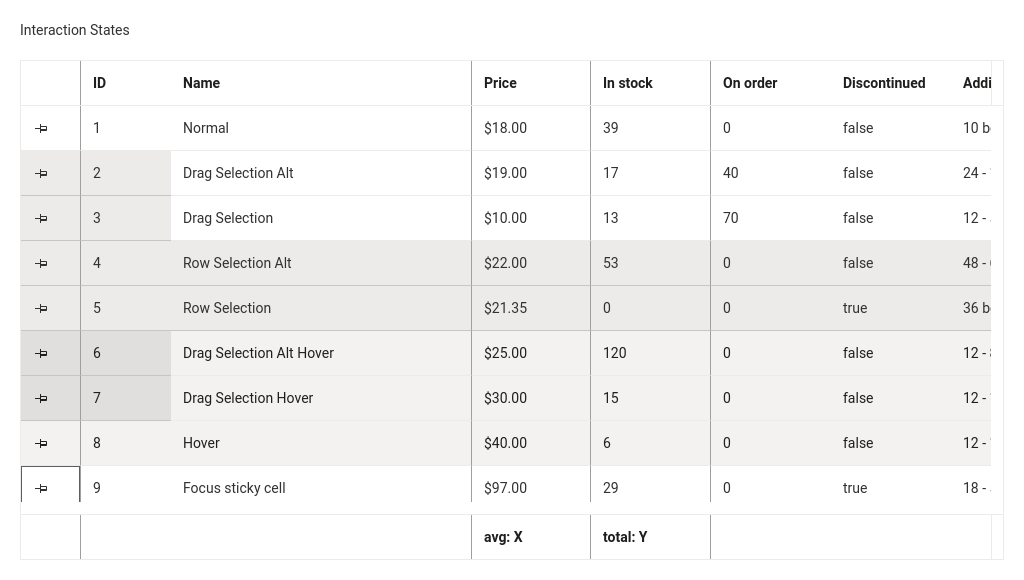 Interaction States
ID Name Price In stock On order Discontinued
1 Normal $18.00 39 0 false 10
2 Drag Selection Alt $19.00 17 40 false 24 -
3 Drag Selection $10.00 13 70 false 12 -
4 Row Selection Alt $22.00 53 0 false 48 -
5 Row Selection $21.35 0 0 true 36
6 Drag Selection Alt Hover $25.00 120 0 false 12 -
7 Drag Selection Hover $30.00 15 0 false 12 -
8 Hover $40.00 6 0 false 12 -
9 Focus sticky cell $97.00 29 0 true 18 -
avg: X total: Y